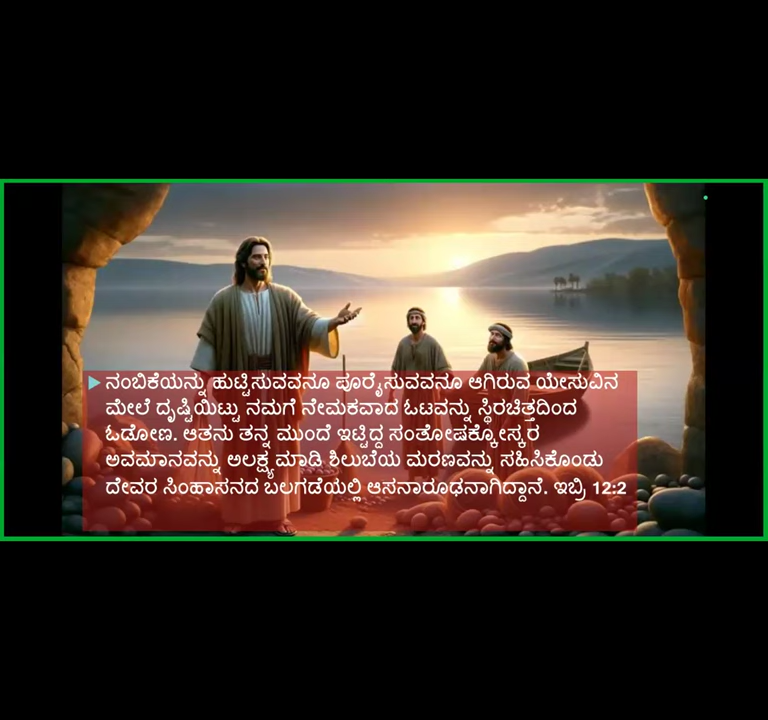 ನಂಬಿಕೆಯನ್ನು ಹುಟ್ಟಿಸುವವನೂ ಪೂರೈಸುವವನೂ ಆಗಿರುವ ಯೇಸುವಿನ
ಮೇಲೆ ದೃಷ್ಟಿಯಿಟ್ಟು ನಮಗೆ ನೇಮಕವಾದ ಓಟವನ್ನು ಸ್ಥಿರಚಿತ್ತದಿಂದ
ಓಡೋಣ. ಆತನು ತನ್ನ ಮುಂದೆ ಇಟ್ಟಿದ್ದ ಸಂತೋಷಕ್ಕೋಸ್ಕರ
ಅವಮಾನವನ್ನು ಅಲಕ್ಷ್ಯಮಾಡಿ ಶಿಲುಬೆಯ ಮರಣವನ್ನು ಸಹಿಸಿಕೊಂಡು
ದೇವರ ಸಿಂಹಾಸನದ ಬಲಗಡೆಯಲ್ಲಿ ಆಸನಾರೂಢನಾಗಿದ್ದಾನೆ. ಇಬ್ರಿ 12:2